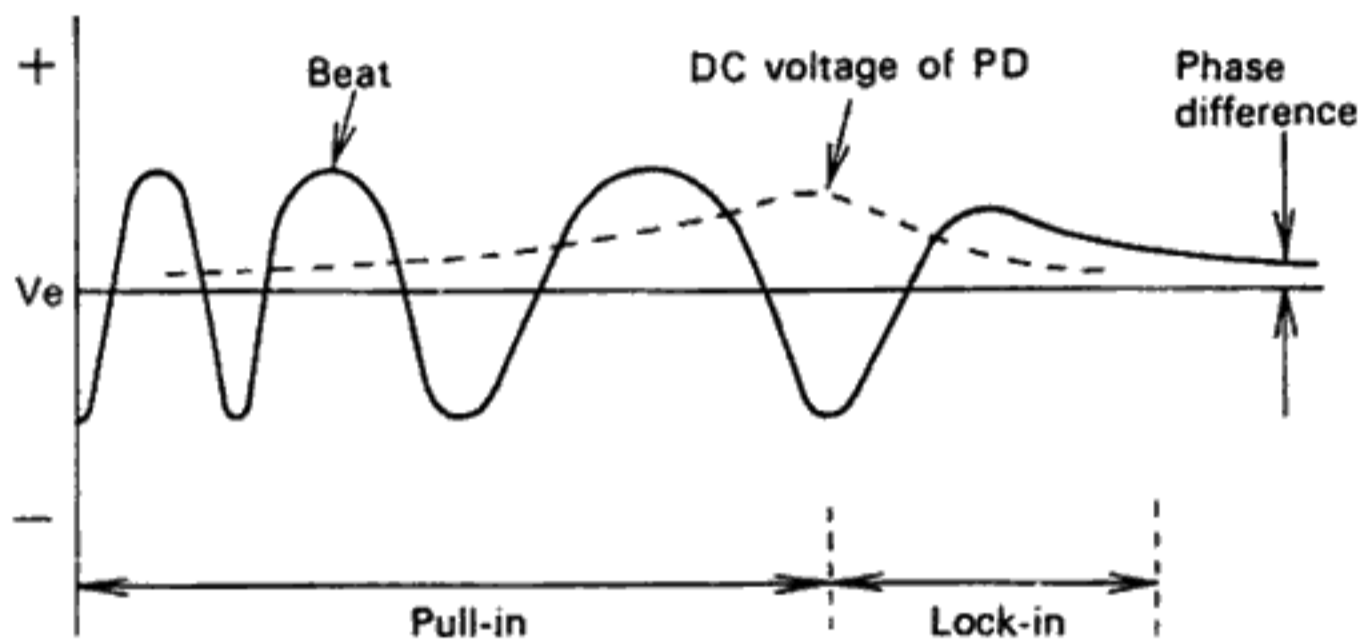 +
Beat
DC voltage of PD
Phase
difference
Ve
−
Pull-in
Lock-in